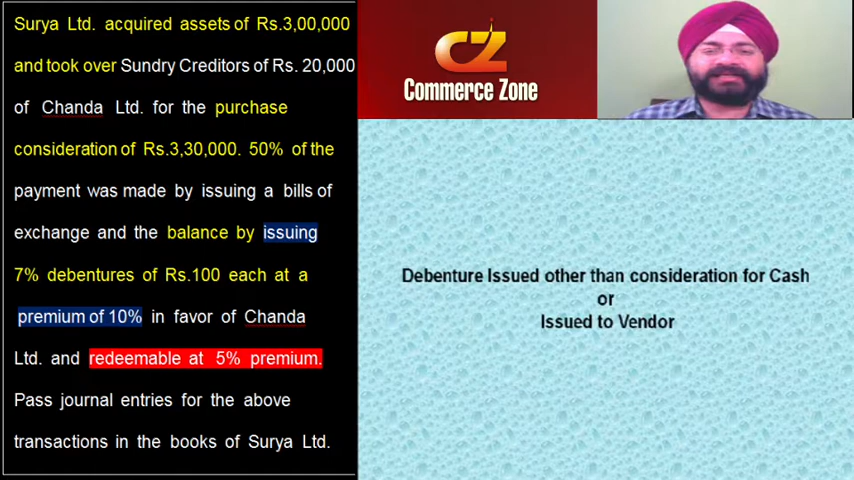 Surya Ltd. acquired assets of Rs.3,00,000
and took over Sundry Creditors of Rs. 20,000
of Chanda Ltd. for the purchase
consideration of Rs.3,30,000. 50% of the
payment was made by issuing a bills of
exchange and the balance by issuing
7% debentures of Rs.100 each at a
premium of 10% in favor of Chanda
Ltd. and redeemable at 5% premium.
Pass journal entries for the above
transactions in the books of Surya Ltd.
CZ
Commerce Zone
Debenture Issued other than consideration for Cash
or
Issued to Vendor